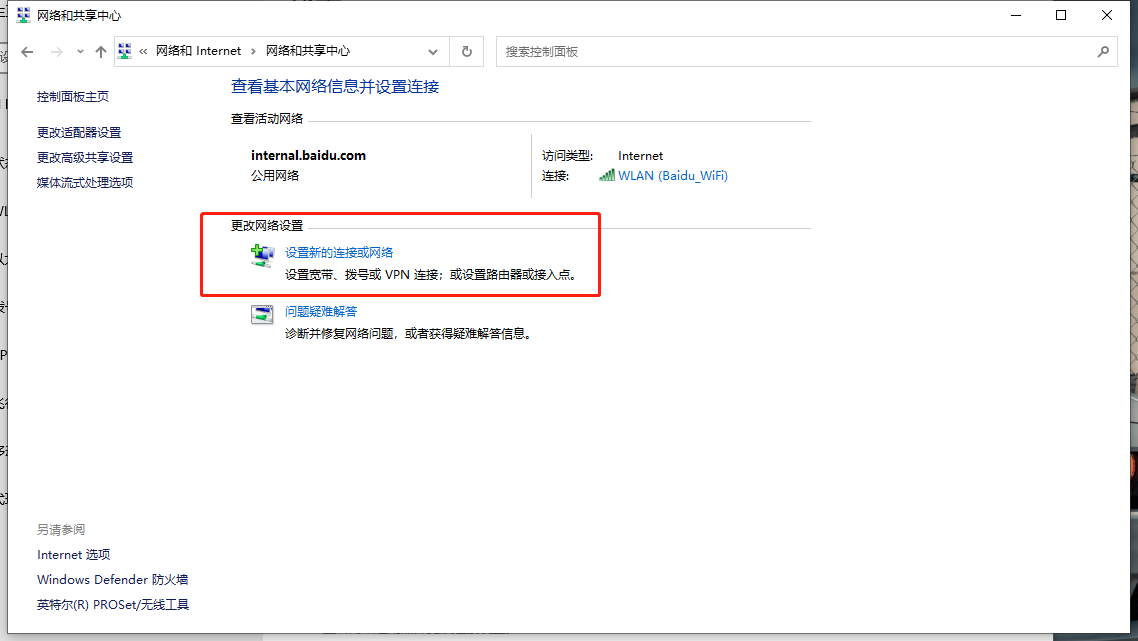 网络和共享中心
« 网络和 Internet › 网络和共享中心
搜索控制面板
控制面板主页
更改适配器设置
更改高级共享设置
媒体流式处理选项
查看基本网络信息并设置连接
查看活动网络
internal.baidu.com
公用网络
访问类型: Internet
连接: WLAN (Baidu_WiFi)
更改网络设置
设置新的连接或网络
设置宽带、拨号或 VPN 连接；或设置路由器或接入点。
问题疑难解答
诊断并修复网络问题，或者获得疑难解答信息。
另请参阅
Internet 选项
Windows Defender 防火墙
英特尔(R) PROSet/无线工具